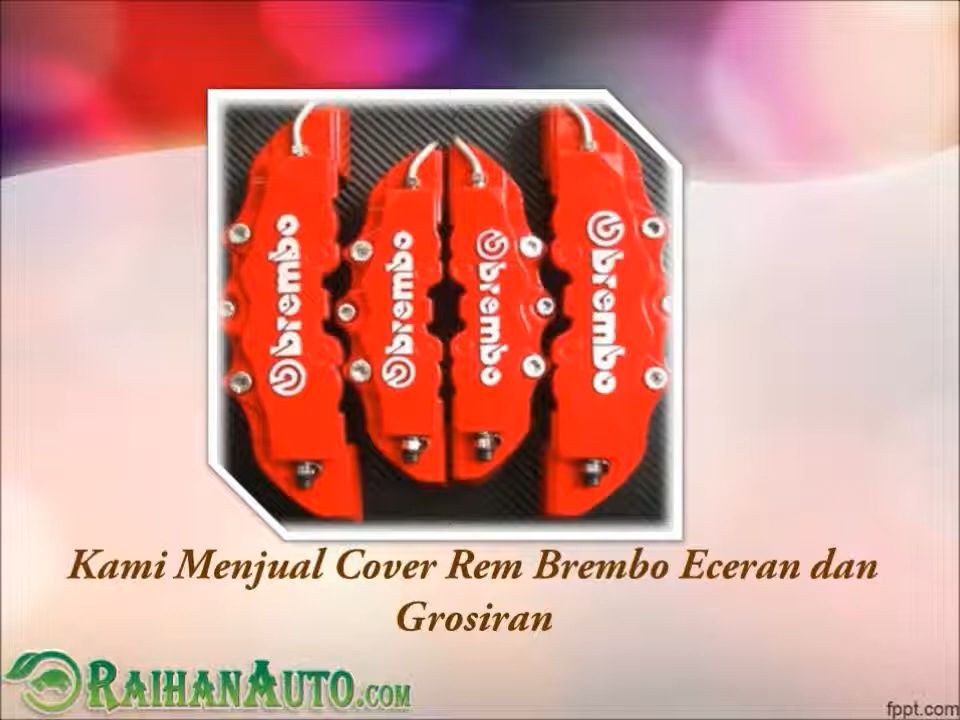 brembo
brembo
brembo
brembo
Kami Menjual Cover Rem Brembo Eceran dan
Grosiran
RAIHANAUTO.COM
fppt.com